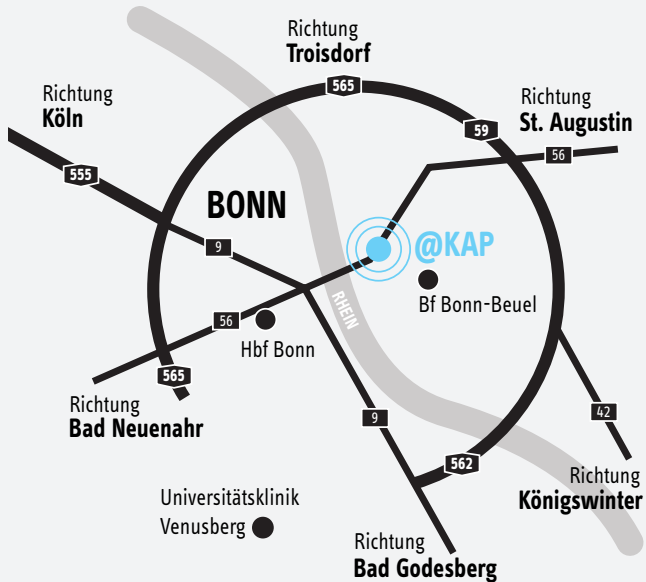 Richtung
Troisdorf
565
Richtung
Köln
Richtung
St. Augustin
59
56
555
BONN
9
@KAP
RHEIN
Bf Bonn-Beuel
56
Hbf Bonn
565
Richtung
Bad Neuenahr
9
42
562
Richtung
Königswinter
Universitätsklinik
Venusberg
Richtung
Bad Godesberg